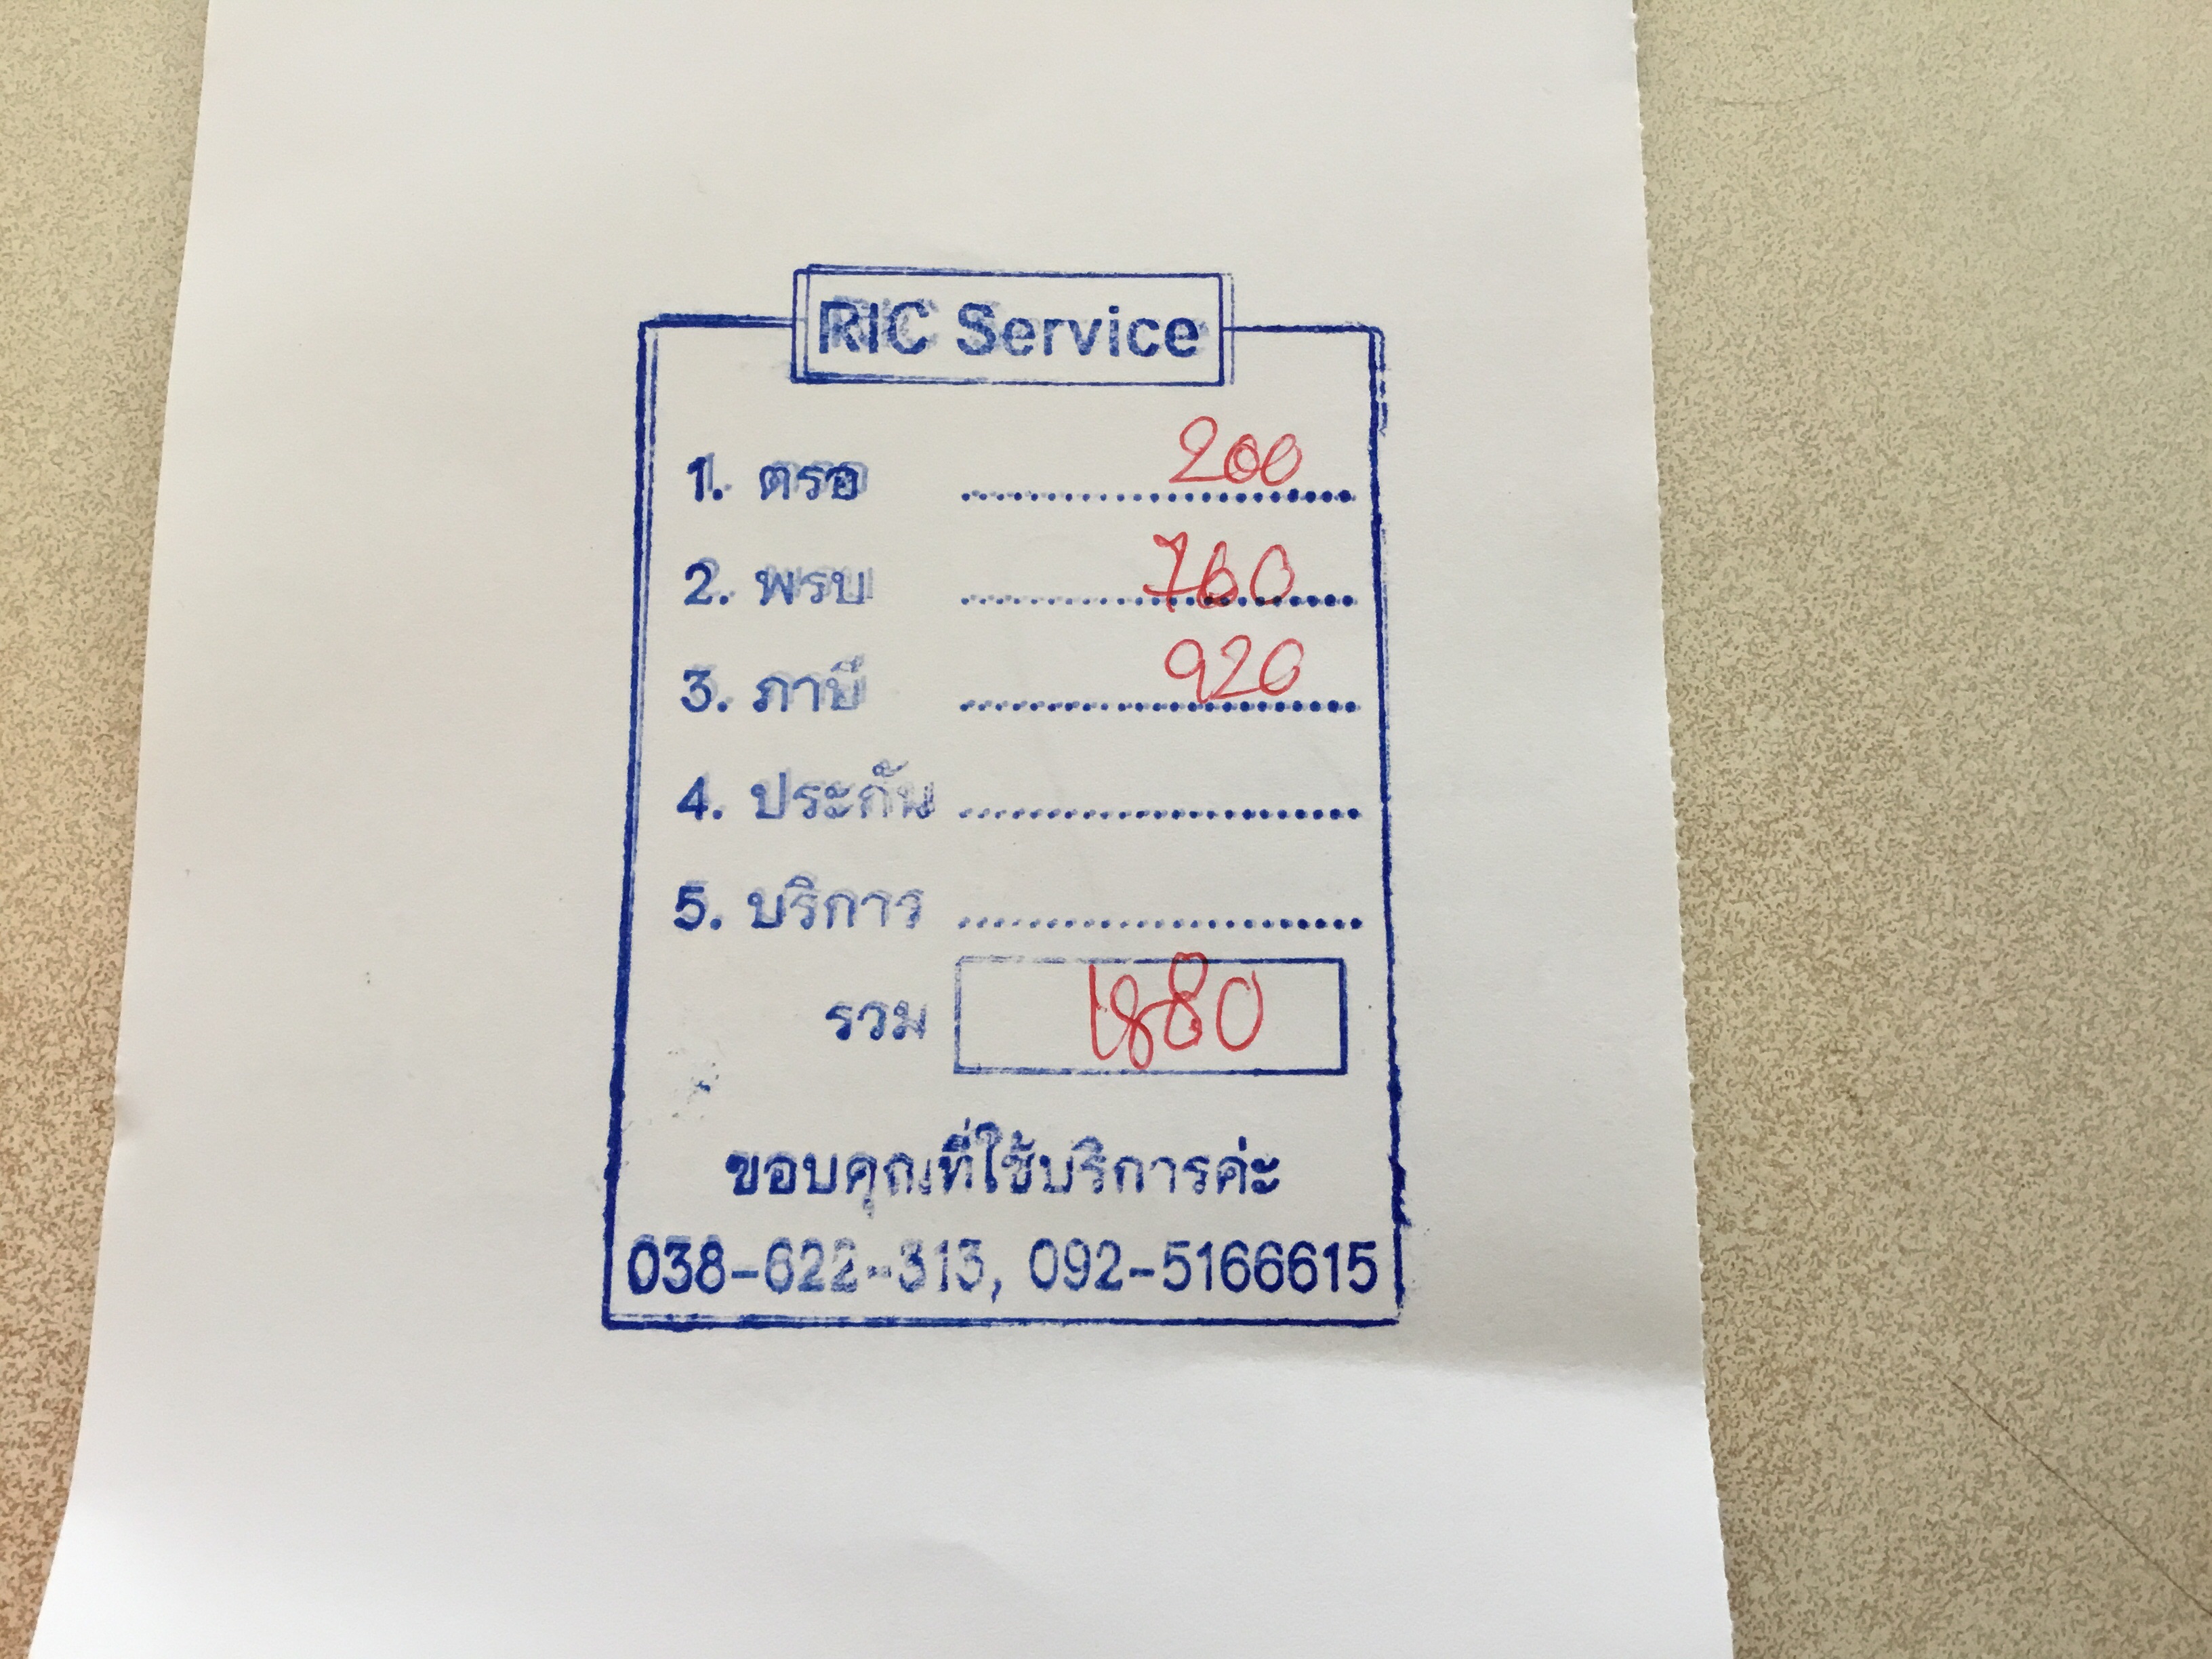 RIC Service
1. ตรอ ........................ 200
2. พรบ ........................ 760
3. ภาษี ........................ 920
4. ประกัน ........................
5. บริการ ........................
รวม 1880
ขอบคุณที่ใช้บริการค่ะ
038-622-313, 092-5166615